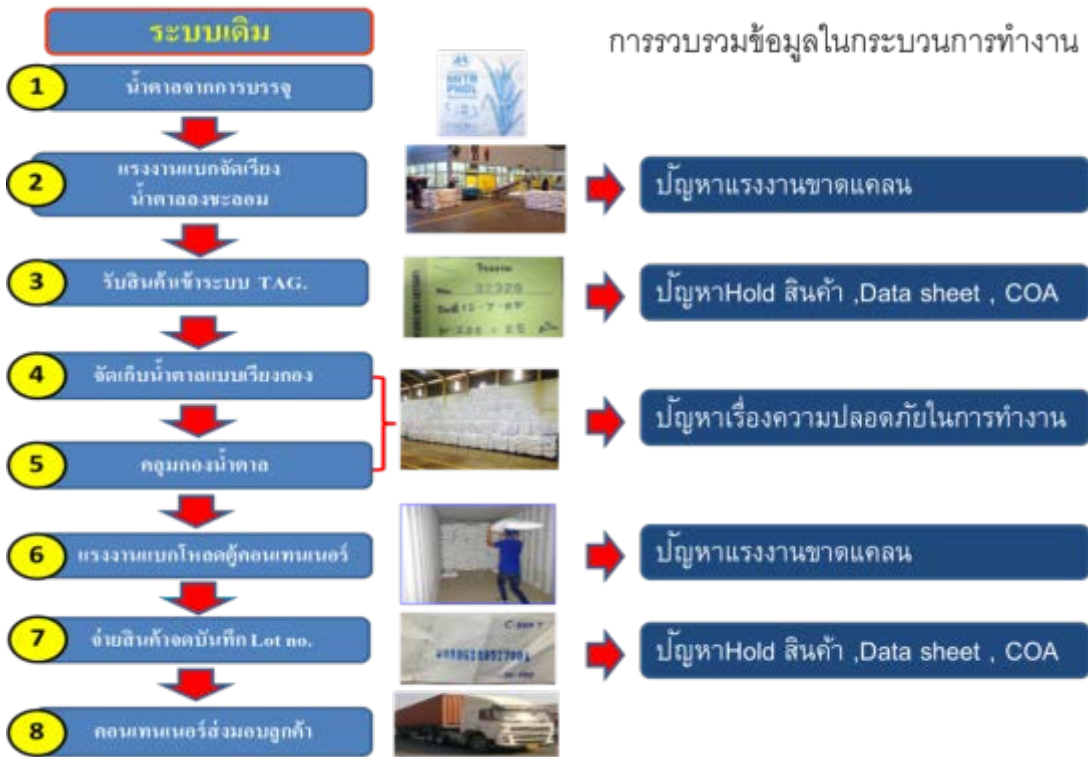 ระบบเดิม
การรวบรวมข้อมูลในกระบวนการทำงาน
1
น้ำตาลจากการบรรจุ
MITR
PHOL
2
แรงงานแบกจัดเรียง
น้ำตาลลงชะลอม
ปัญหาแรงงานขาดแคลน
3
รับสินค้าเข้าระบบ TAG.
โรงงาน
32328
ปัญหาHold สินค้า ,Data sheet , COA
4
จัดเก็บน้ำตาลแบบเรียงกอง
ปัญหาเรื่องความปลอดภัยในการทำงาน
5
คลุมกองน้ำตาล
6
แรงงานแบกโหลดตู้คอนเทนเนอร์
ปัญหาแรงงานขาดแคลน
7
จ่ายสินค้าจดบันทึก Lot no.
ปัญหาHold สินค้า ,Data sheet , COA
8
คอนเทนเนอร์ส่งมอบลูกค้า